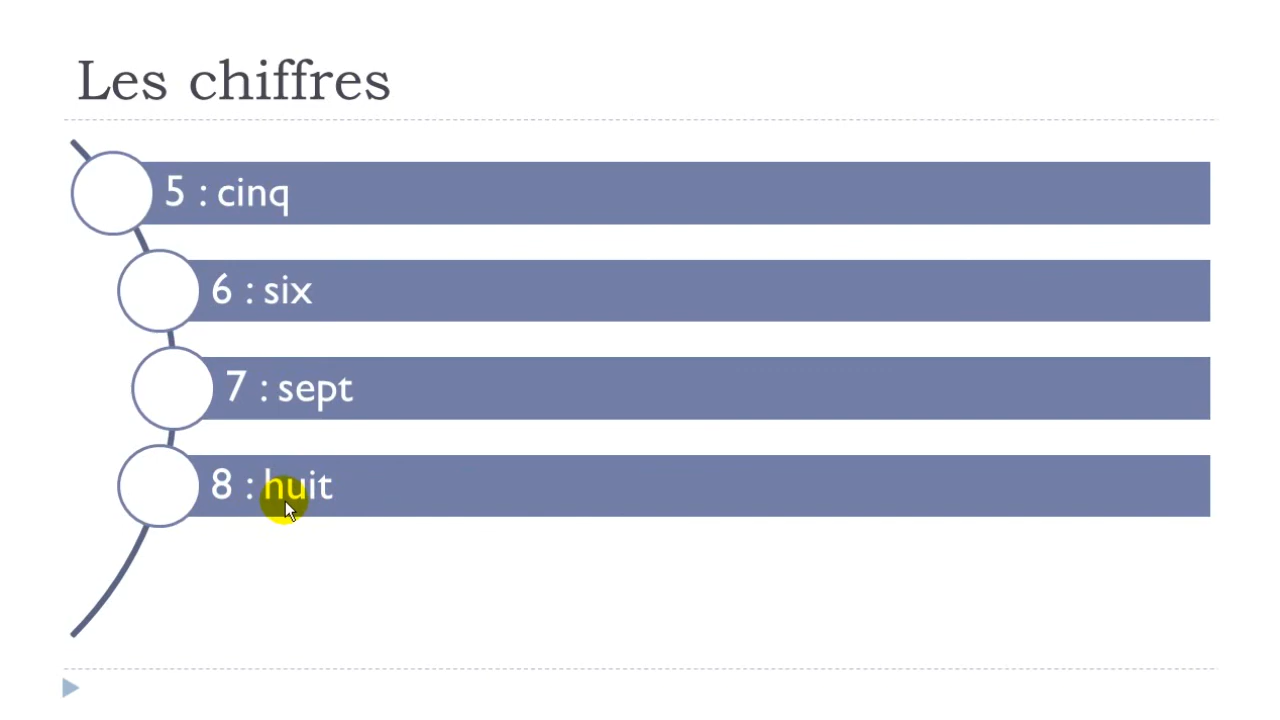 Les chiffres
5 : cinq
6 : six
7 : sept
8 : huit